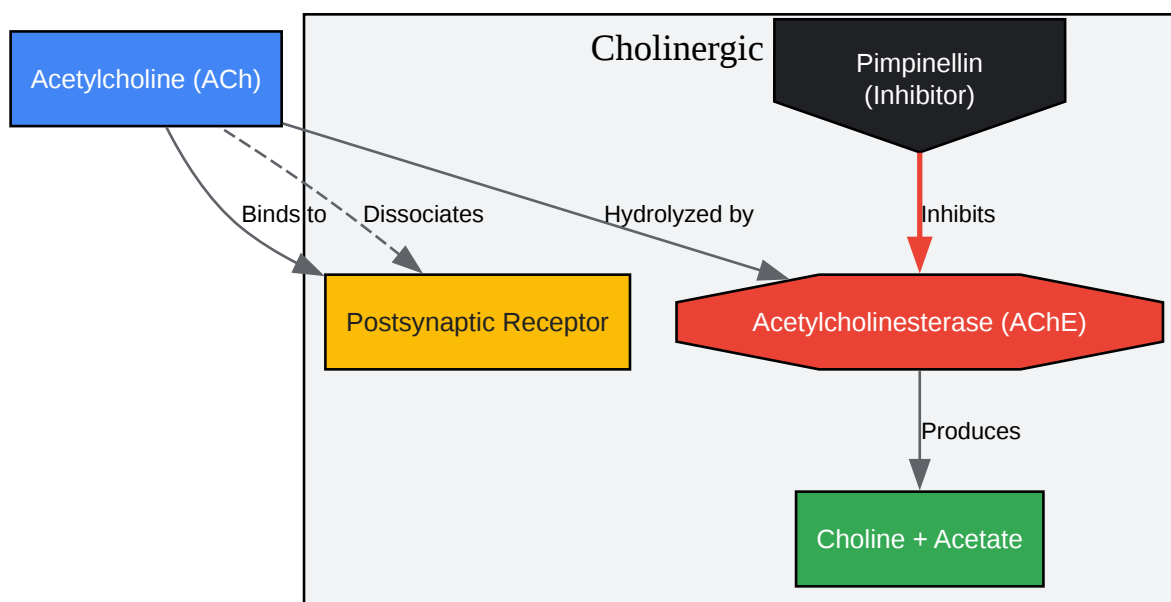 Cholinergic
Acetylcholine (ACh)
Pimpinellin
(Inhibitor)
Binds to
Dissociates
Hydrolyzed by
Inhibits
Postsynaptic Receptor
Acetylcholinesterase (AChE)
Produces
Choline + Acetate